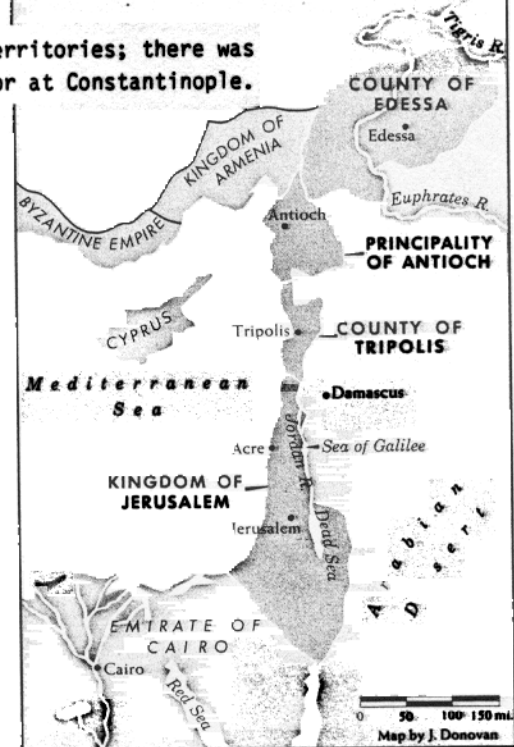 erritories; there was
or at Constantinople.
Tigris R.
COUNTY OF
EDESSA
Edessa
KINGDOM OF
ARMENIA
Euphrates R.
BYZANTINE EMPIRE
Antioch
PRINCIPALITY
OF ANTIOCH
CYPRUS
Tripolis
COUNTY OF
TRIPOLIS
Mediterranean
Sea
Damascus
Acre
Jordan R.
Sea of Galilee
KINGDOM OF
JERUSALEM
Jerusalem
Dead Sea
Arabian
D sert
EMIRATE OF
CAIRO
Cairo
Red Sea
0 50 100 150 mi.
Map by J. Donovan